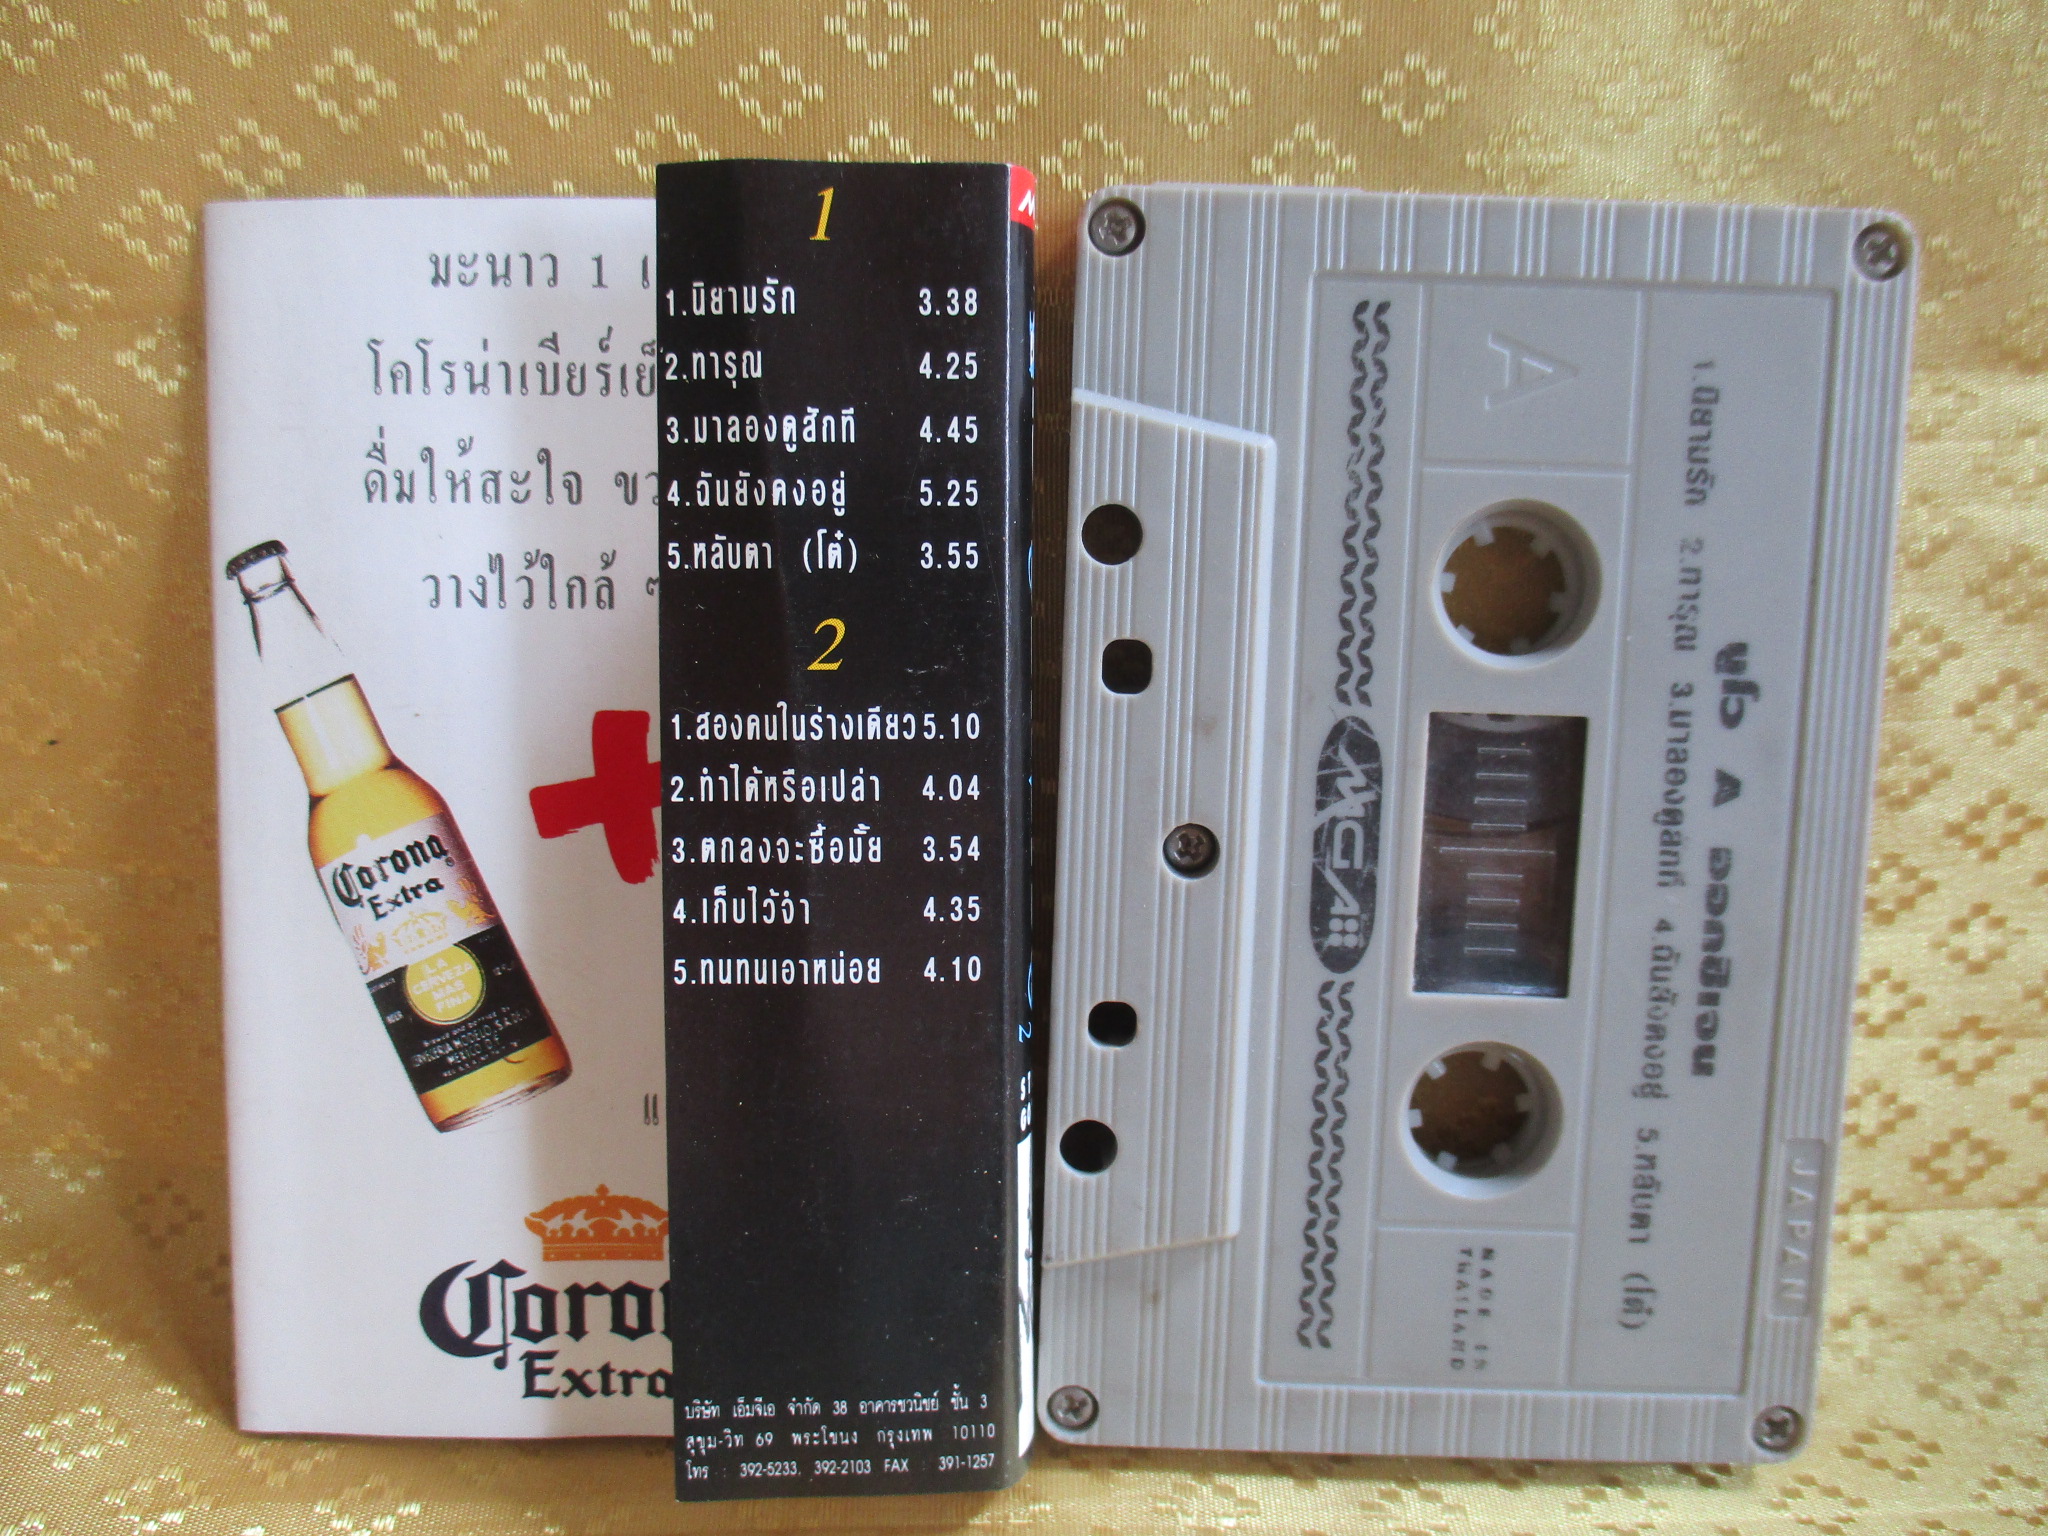 มะนาว 1
โคโรน่าเบียร์เย็
ดื่มให้สะใจ
วางไว้ใกล้ ๆ
Corona
Extra
LA
CERVEZA
MAS
FINA
Extra
1
1.นิยามรัก 3.38
2.ทารุณ 4.25
3.มาลองดูสักที 4.45
4.ฉันยังคงอยู่ 5.25
5.หลับตา (โต๋) 3.55
2
1.สองคนในร่างเดียว 5.10
2.ทำได้หรือเปล่า 4.04
3.ตกลงจะซื้อมั้ย 3.54
4.เก็บไว้จำ 4.35
5.ทนทนเอาหน่อย 4.10
บริษัท เอ็มจีเอ จำกัด 38 อาคารชวนิชย์ ชั้น 3
สุขุม-วิท 69 พระโขนง กรุงเทพ 10110
โทร : 392-5233, 392-2103 FAX : 391-1257
A
MGA
1.นิยามรัก 2.ทารุณ 3.มาลองดูสักที 4.ฉันยังคงอยู่ 5.หลับตา (โต๋)
MADE IN
THAILAND
JAPAN